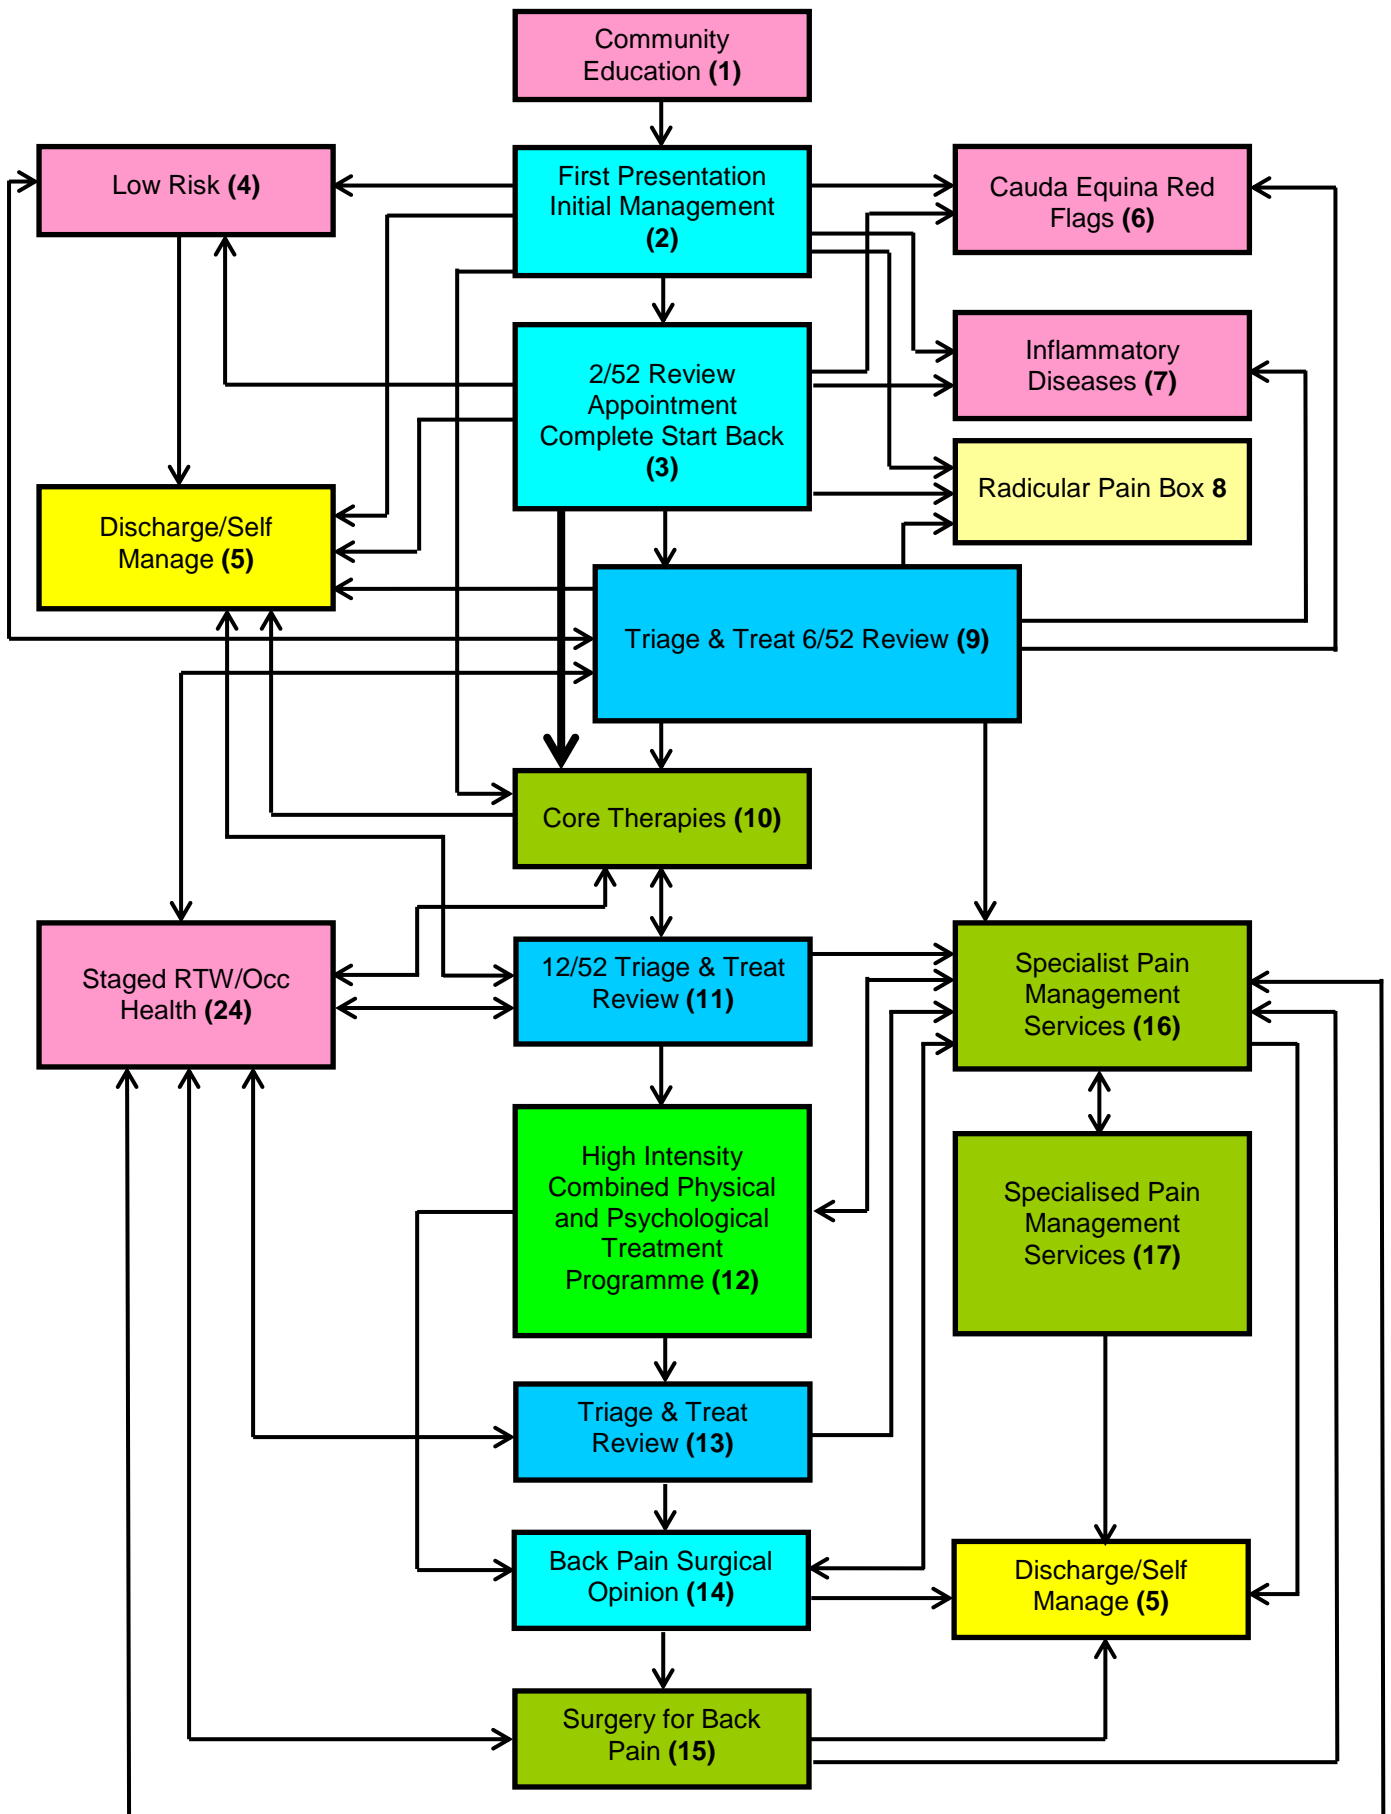 Community
Education (1)
Low Risk (4)
First Presentation
Initial Management
(2)
Cauda Equina Red
Flags (6)
2/52 Review
Appointment
Complete Start Back
(3)
Inflammatory
Diseases (7)
Radicular Pain Box 8
Discharge/Self
Manage (5)
Triage & Treat 6/52 Review (9)
Core Therapies (10)
Staged RTW/Occ
Health (24)
12/52 Triage & Treat
Review (11)
Specialist Pain
Management
Services (16)
High Intensity
Combined Physical
and Psychological
Treatment
Programme (12)
Specialised Pain
Management
Services (17)
Triage & Treat
Review (13)
Back Pain Surgical
Opinion (14)
Discharge/Self
Manage (5)
Surgery for Back
Pain (15)